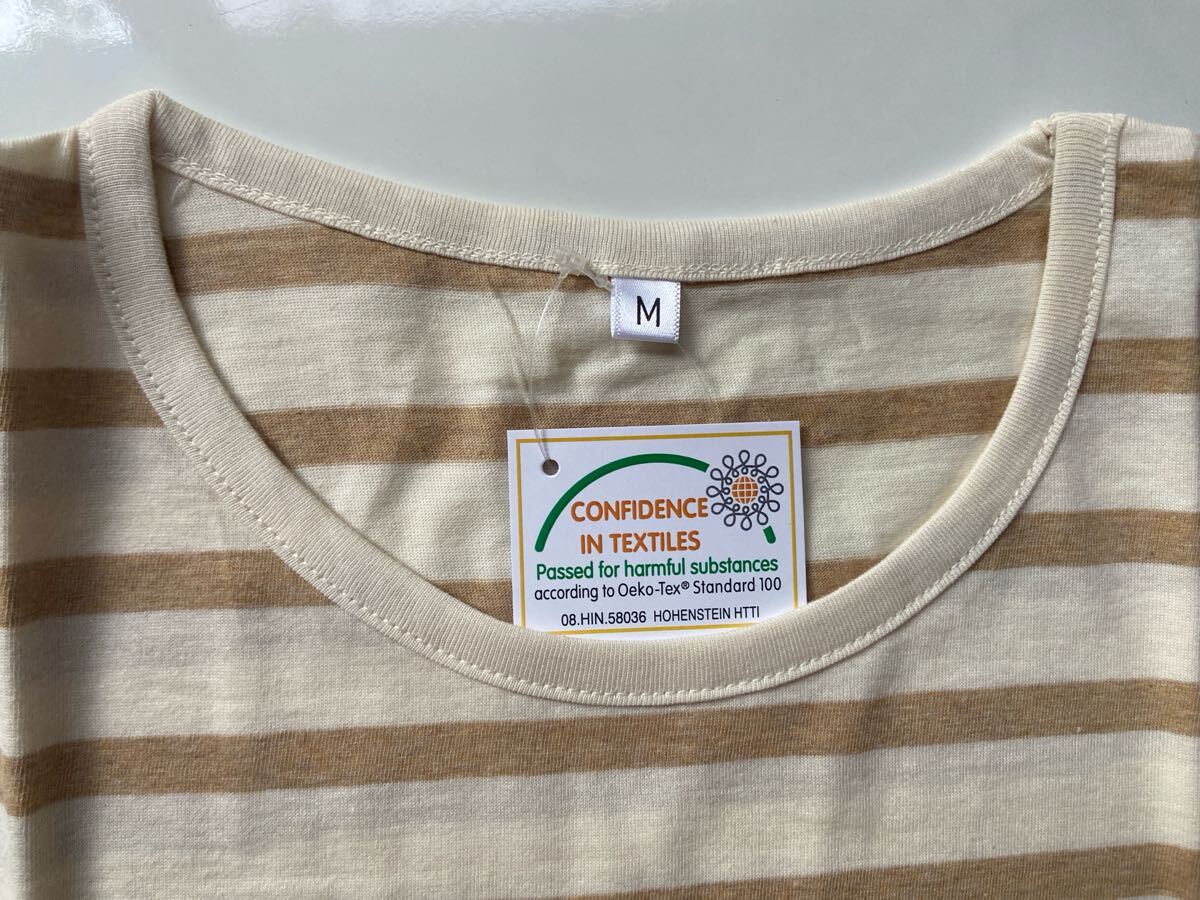 M
CONFIDENCE
IN TEXTILES
Passed for harmful substances
according to Oeko-Tex® Standard 100
08.HIN.58036 HOHENSTEIN HTTI